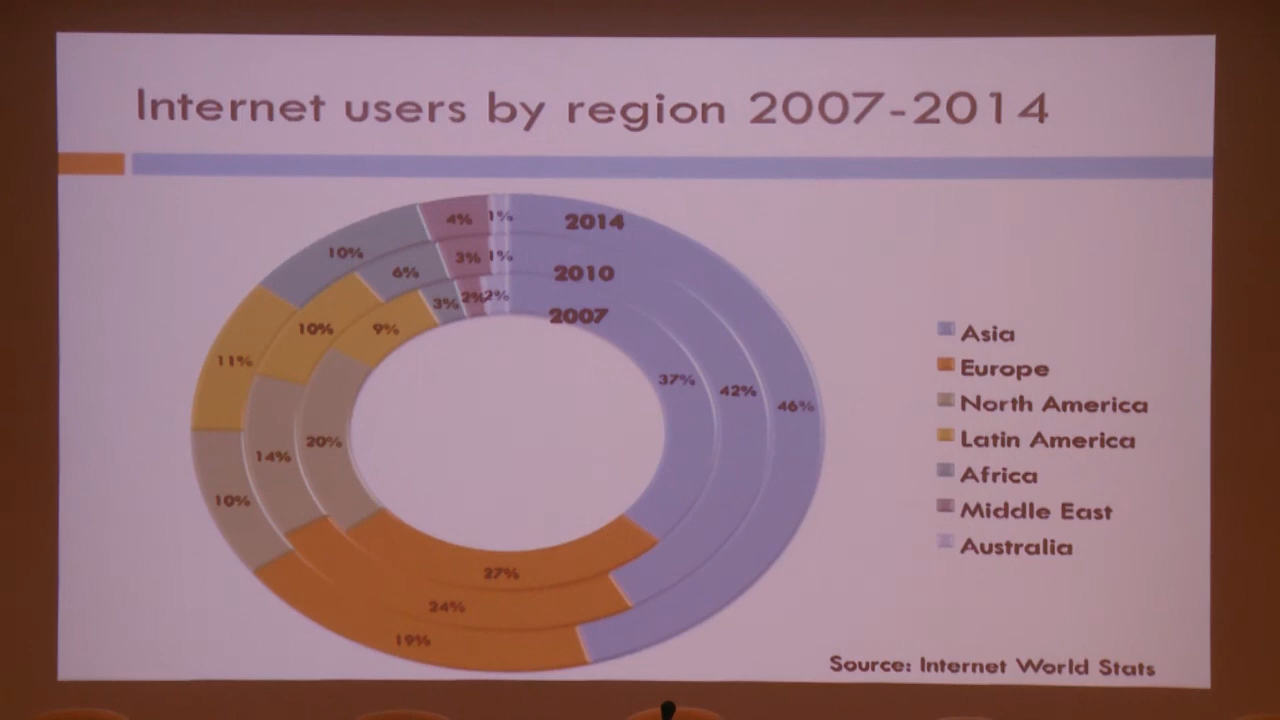 Internet users by region 2007-2014
4%
1%
2014
10%
3%
1%
2010
6%
3%
2%
2%
2007
10%
9%
11%
37%
42%
46%
20%
14%
10%
27%
24%
19%
Asia
Europe
North America
Latin America
Africa
Middle East
Australia
Source: Internet World Stats